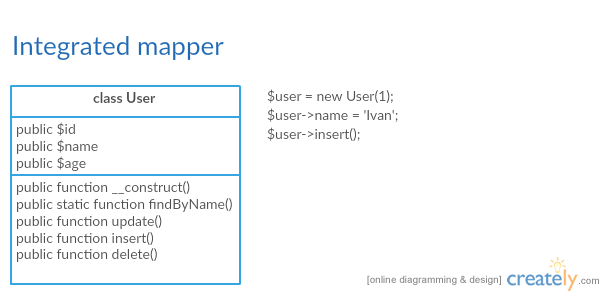 Integrated mapper
class User
public $id
public $name
public $age
public function __construct()
public static function findByName()
public function update()
public function insert()
public function delete()
$user = new User(1);
$user->name = 'Ivan';
$user->insert();
[online diagramming & design] creately.com